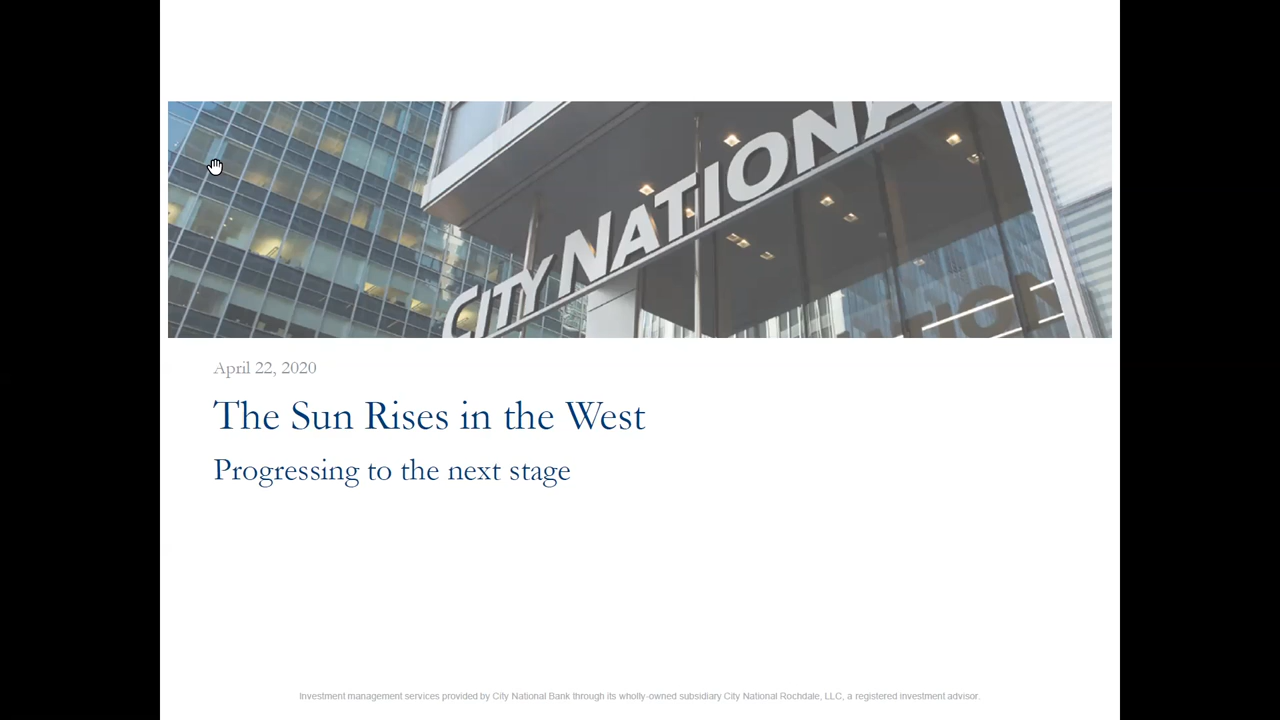 CITY NATIONA
April 22, 2020
The Sun Rises in the West
Progressing to the next stage
Investment management services provided by City National Bank through its wholly-owned subsidiary City National Rochdale, LLC, a registered investment advisor.